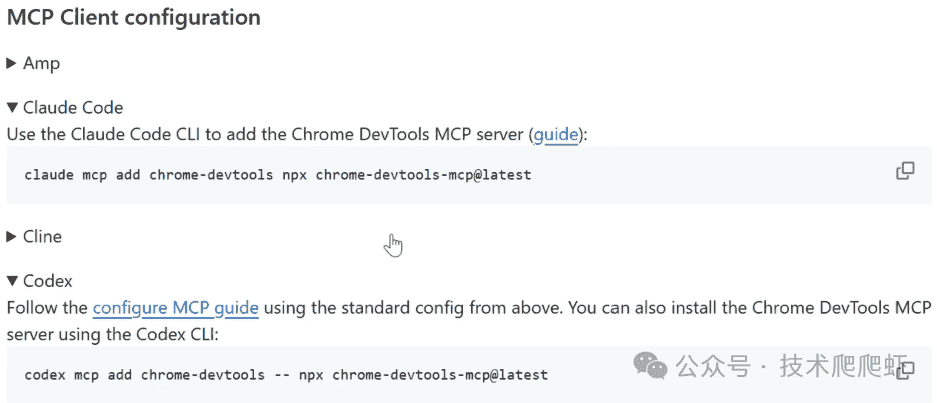 MCP Client configuration
▶ Amp
▼ Claude Code
Use the Claude Code CLI to add the Chrome DevTools MCP server (guide):
claude mcp add chrome-devtools npx chrome-devtools-mcp@latest
▶ Cline
▼ Codex
Follow the configure MCP guide using the standard config from above. You can also install the Chrome DevTools MCP
server using the Codex CLI:
codex mcp add chrome-devtools -- npx chrome-devtools-mcp@latest
公众号 · 技术爬爬虾